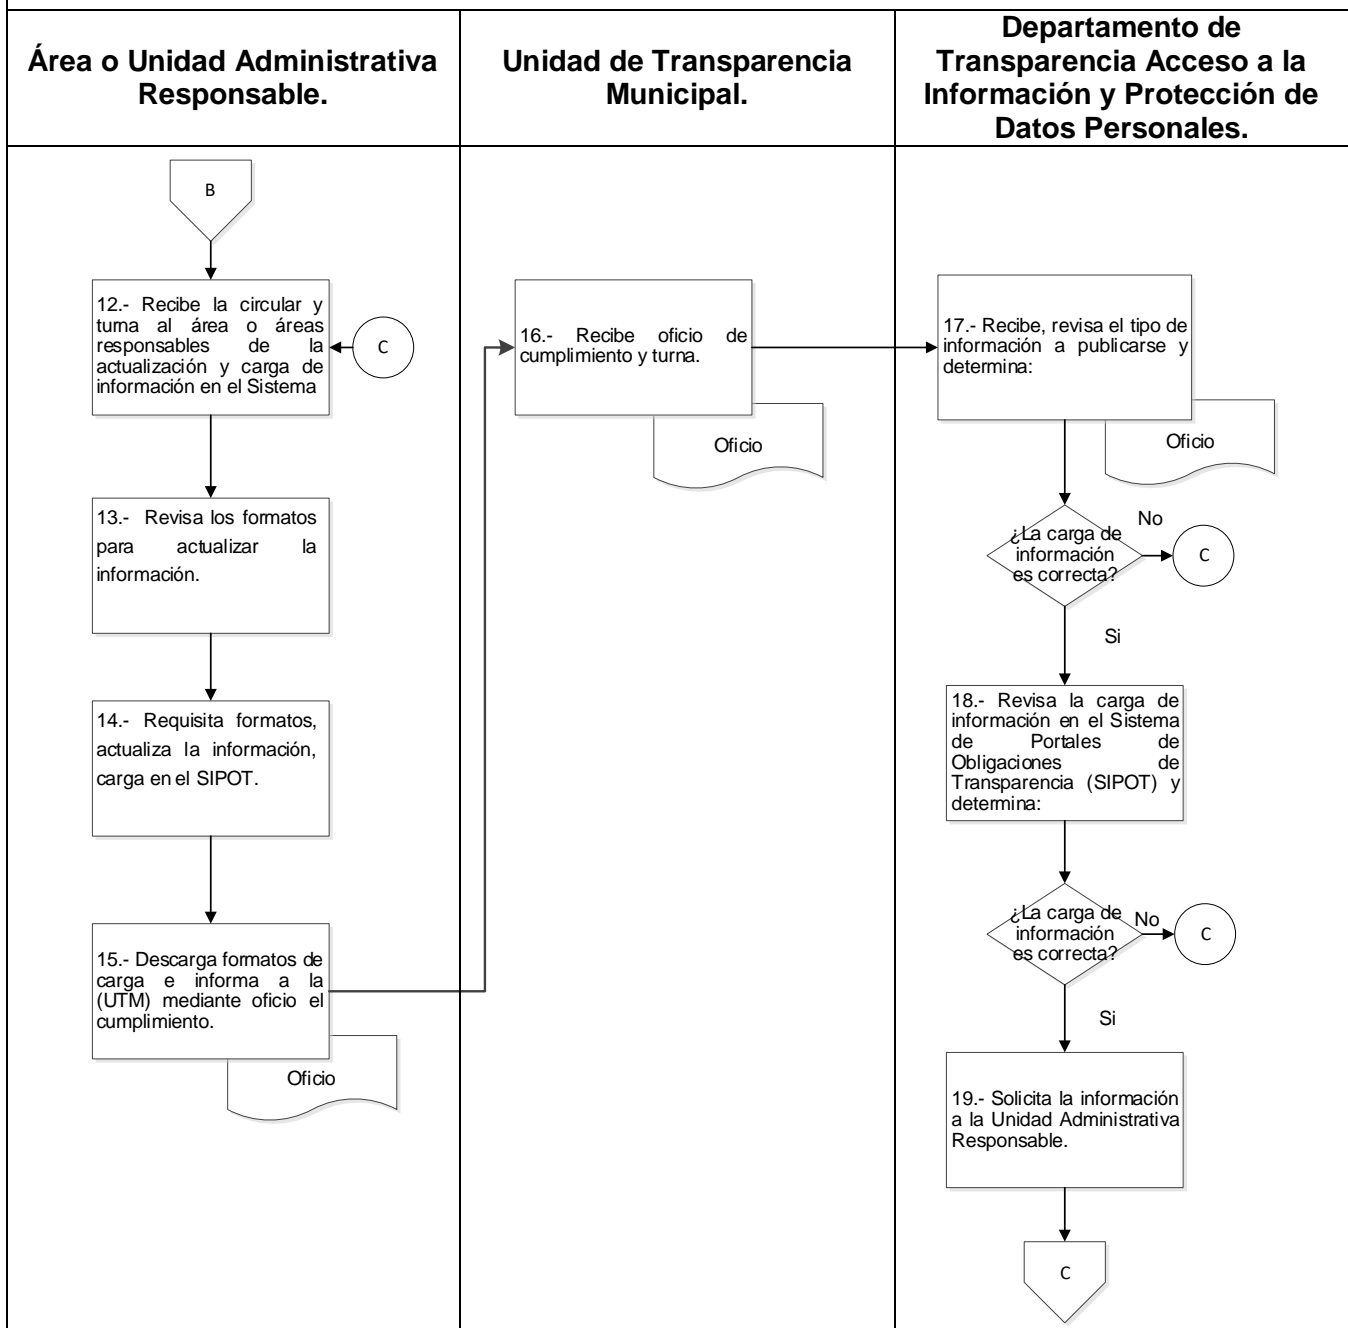 Área o Unidad Administrativa
Responsable.
Unidad de Transparencia
Municipal.
Departamento de
Transparencia Acceso a la
Información y Protección de
Datos Personales.
B
12.- Recibe la circular y
turna al área o áreas
responsables de la
actualización y carga de
información en el Sistema
C
13.- Revisa los formatos
para actualizar la
información.
14.- Requisita formatos,
actualiza la información,
carga en el SIPOT.
15.- Descarga formatos de
carga e informa a la
(UTM) mediante oficio el
cumplimiento.
Oficio
16.- Recibe oficio de
cumplimiento y turna.
Oficio
17.- Recibe, revisa el tipo de
información a publicarse y
determina:
Oficio
¿La carga de
información
es correcta?
No
C
Si
18.- Revisa la carga de
información en el Sistema
de Portales de
Obligaciones de
Transparencia (SIPOT) y
determina:
¿La carga de
información
es correcta?
No
C
Si
19.- Solicita la información
a la Unidad Administrativa
Responsable.
C